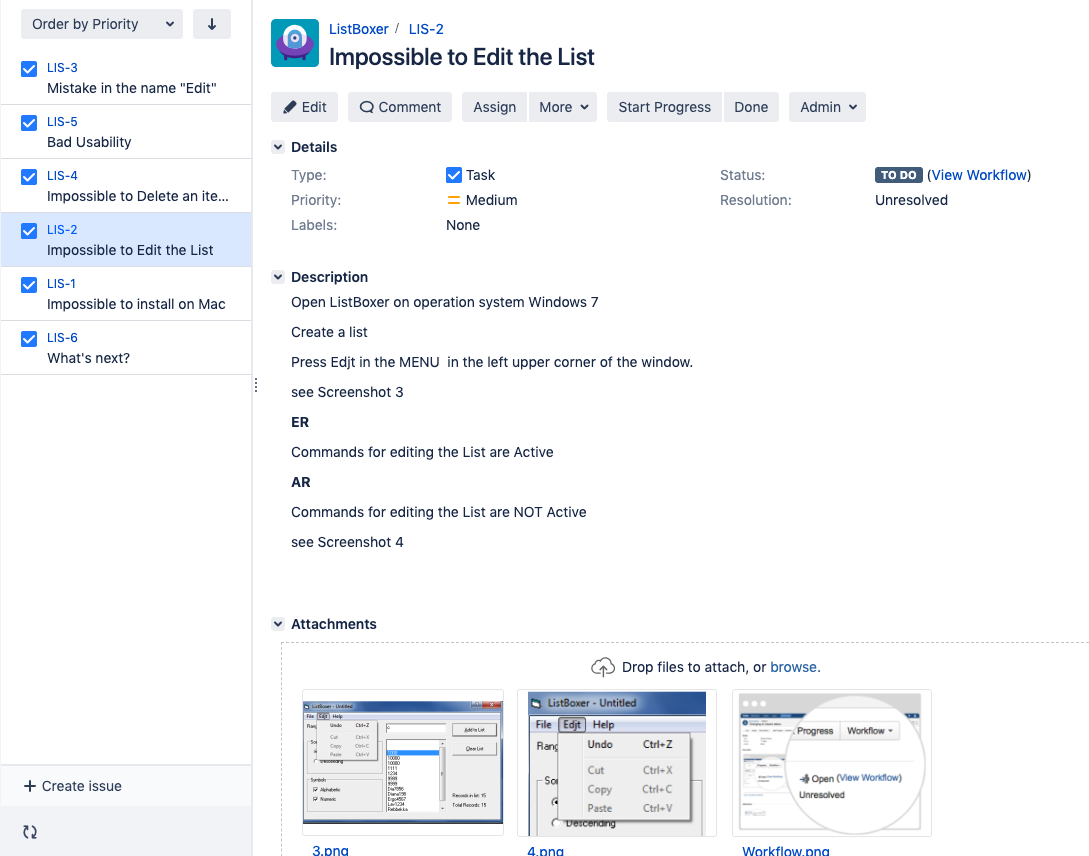 Order by Priority
LIS-3
Mistake in the name "Edit"
LIS-5
Bad Usability
LIS-4
Impossible to Delete an ite...
LIS-2
Impossible to Edit the List
LIS-1
Impossible to install on Mac
LIS-6
What's next?
Create issue
ListBoxer / LIS-2
Impossible to Edit the List
Edit Comment Assign More Start Progress Done Admin
Details
Type: Task
Priority: Medium
Labels: None
Status: TO DO (View Workflow)
Resolution: Unresolved
Description
Open ListBoxer on operation system Windows 7
Create a list
Press Edjt in the MENU in the left upper corner of the window.
see Screenshot 3
ER
Commands for editing the List are Active
AR
Commands for editing the List are NOT Active
see Screenshot 4
Attachments
Drop files to attach, or browse.
ListBoxer - Untitled
File Edjt Help
Undo Ctrl+Z
Cut Ctrl+X
Copy Ctrl+C
Paste Ctrl+V
Descending
Symbols
Alphabetic
Numeric
Add to List
Clear List
Records in list: 15
Total Records: 15
3.png
ListBoxer - Untitled
File Edjt Help
Undo Ctrl+Z
Cut Ctrl+X
Copy Ctrl+C
Paste Ctrl+V
Descending
4.png
Progress Workflow
Open (View Workflow)
Unresolved
Workflow.png